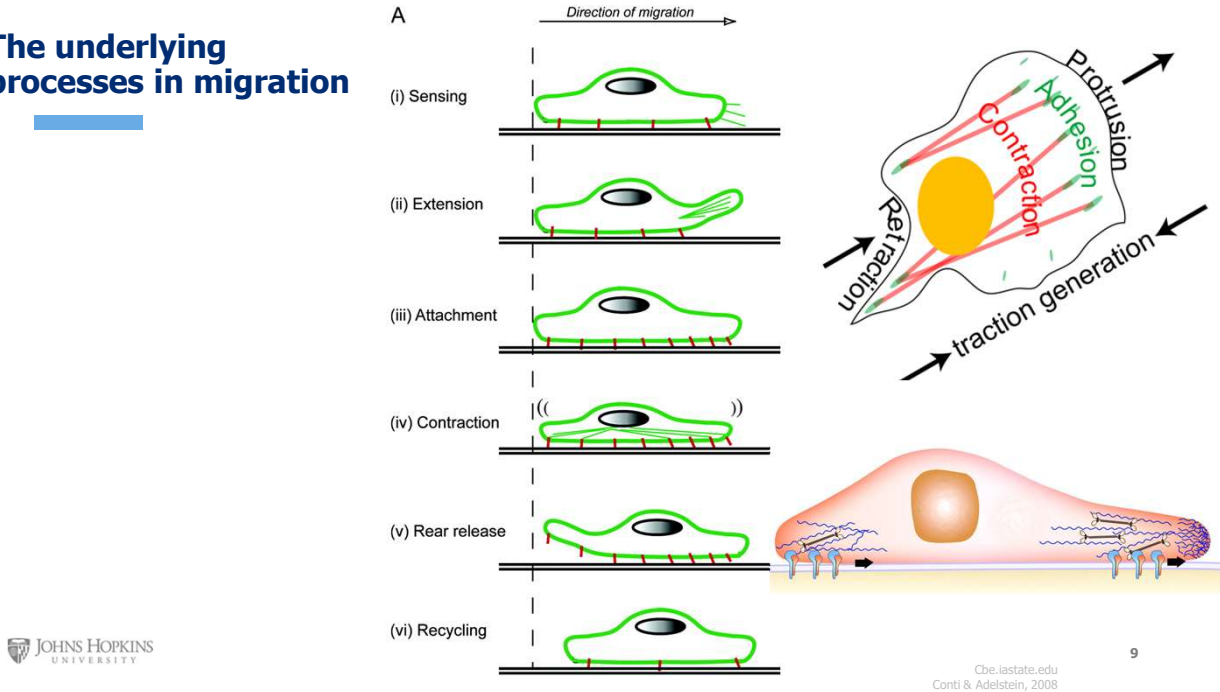 The underlying
processes in migration
A
Direction of migration
(i) Sensing
(ii) Extension
(iii) Attachment
(iv) Contraction
((
))
(v) Rear release
(vi) Recycling
Protrusion
Adhesion
Contraction
Retraction
traction generation
JOHNS HOPKINS
UNIVERSITY
9
Cbe.iastate.edu
Conti & Adelstein, 2008